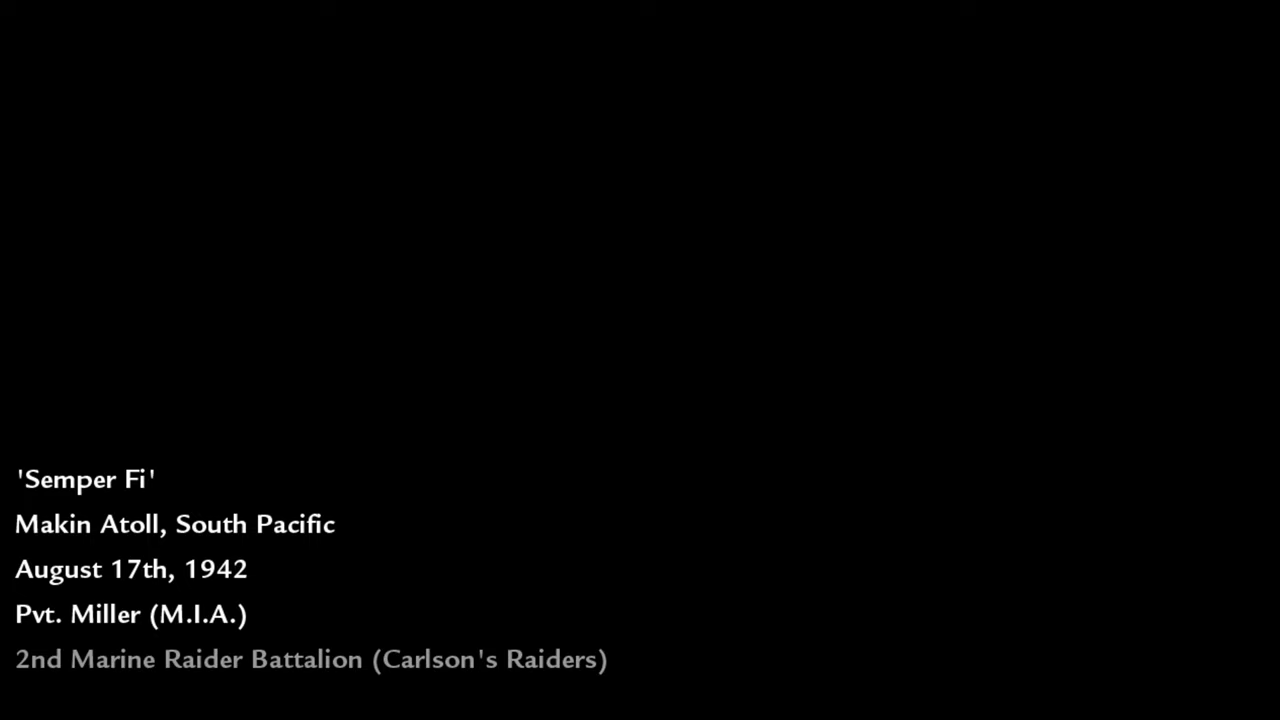 'Semper Fi'
Makin Atoll, South Pacific
August 17th, 1942
Pvt. Miller (M.I.A.)
2nd Marine Raider Battalion (Carlson's Raiders)